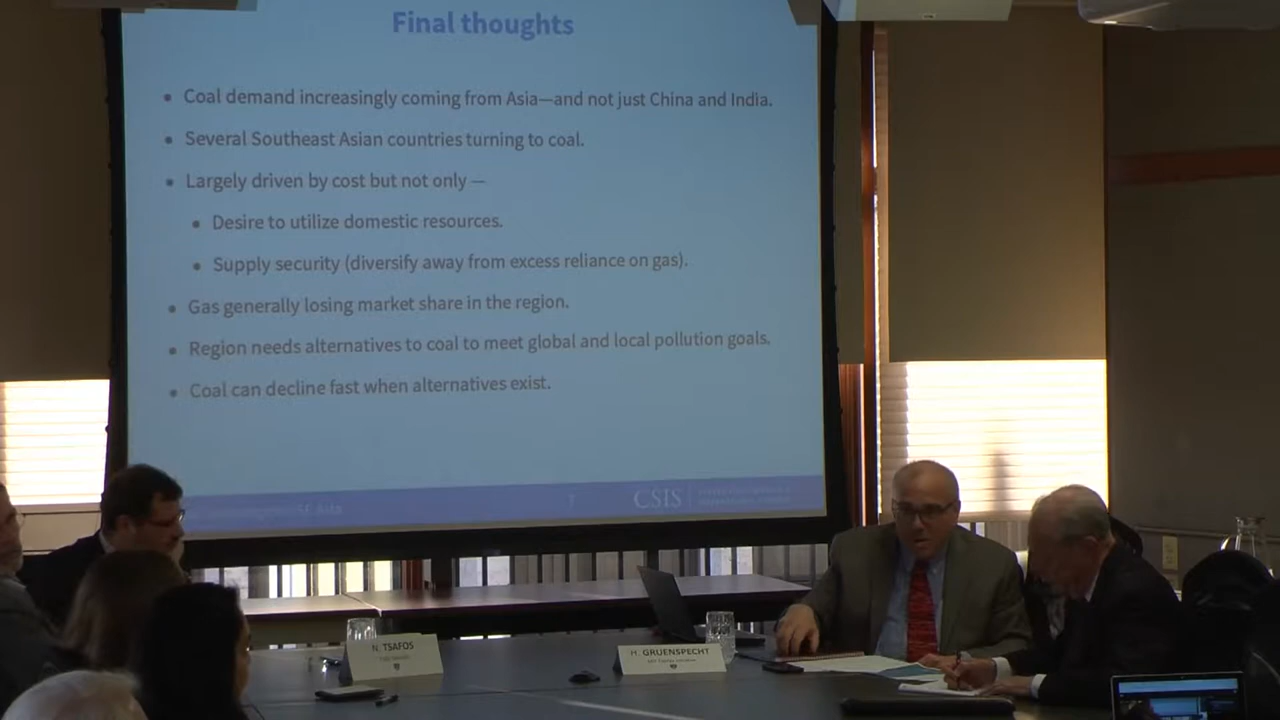 Final thoughts
Coal demand increasingly coming from Asia—and not just China and India.
Several Southeast Asian countries turning to coal.
Largely driven by cost but not only —
Desire to utilize domestic resources.
Supply security (diversify away from excess reliance on gas).
Gas generally losing market share in the region.
Region needs alternatives to coal to meet global and local pollution goals.
Coal can decline fast when alternatives exist.
CSIS
N. TSAFOS
H. GRUENSPECHT